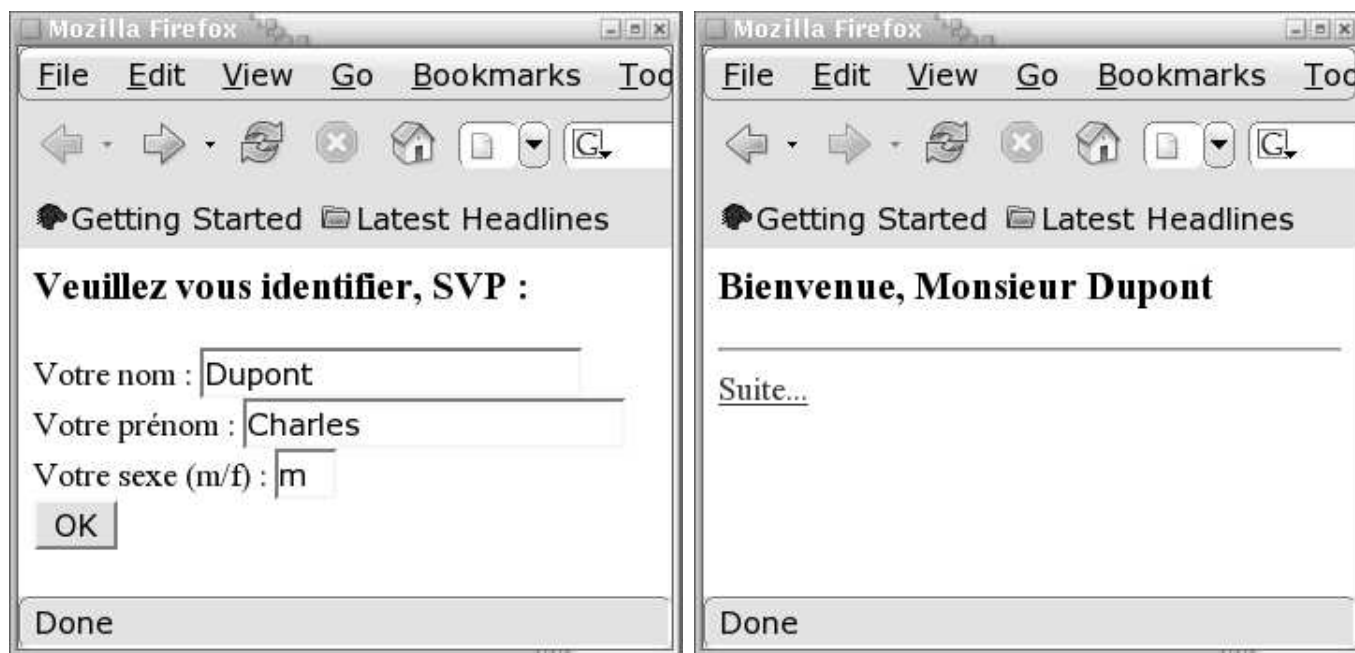 Mozilla Firefox
File Edit View Go Bookmarks Too
G
Getting Started Latest Headlines
Veuillez vous identifier, SVP :
Votre nom : Dupont
Votre prénom : Charles
Votre sexe (m/f) : m
OK
Done
Mozilla Firefox
File Edit View Go Bookmarks Too
G
Getting Started Latest Headlines
Bienvenue, Monsieur Dupont
Suite...
Done